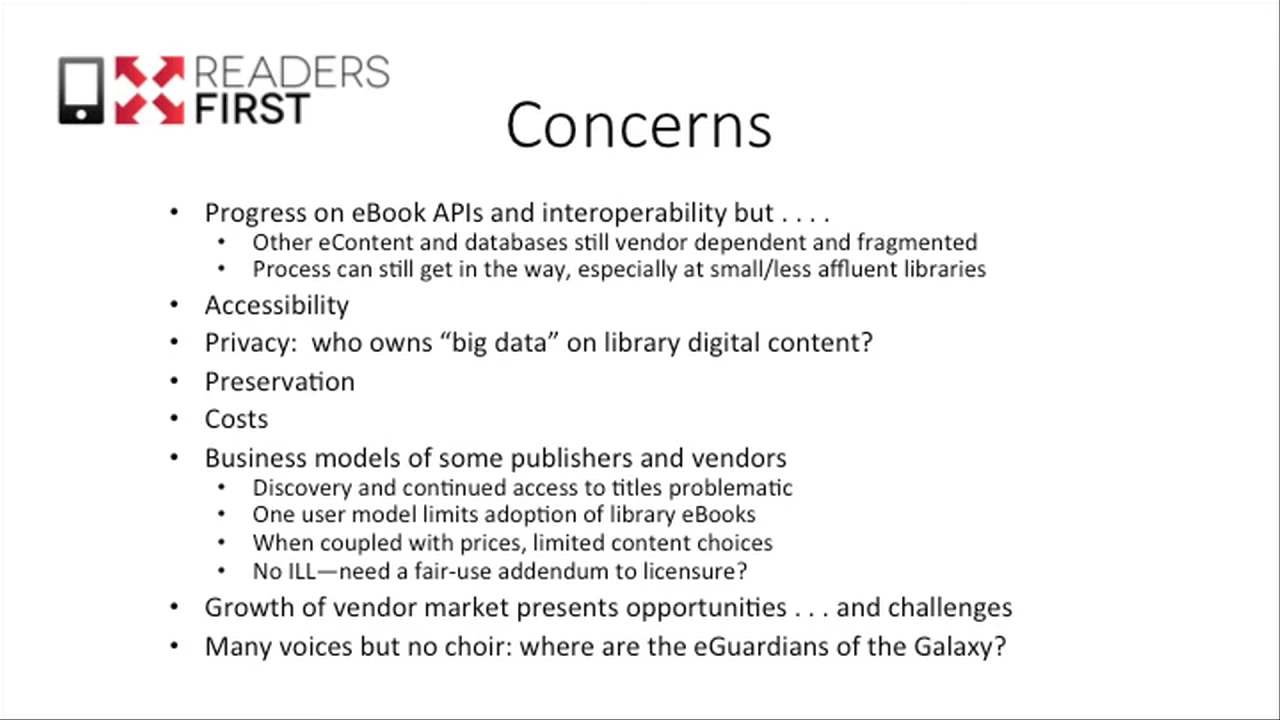 READERS
FIRST
Concerns
• Progress on eBook APIs and interoperability but . . . .
• Other eContent and databases still vendor dependent and fragmented
• Process can still get in the way, especially at small/less affluent libraries
• Accessibility
• Privacy:  who owns “big data” on library digital content?
• Preservation
• Costs
• Business models of some publishers and vendors
• Discovery and continued access to titles problematic
• One user model limits adoption of library eBooks
• When coupled with prices, limited content choices
• No ILL—need a fair-use addendum to licensure?
• Growth of vendor market presents opportunities . . . and challenges
• Many voices but no choir: where are the eGuardians of the Galaxy?